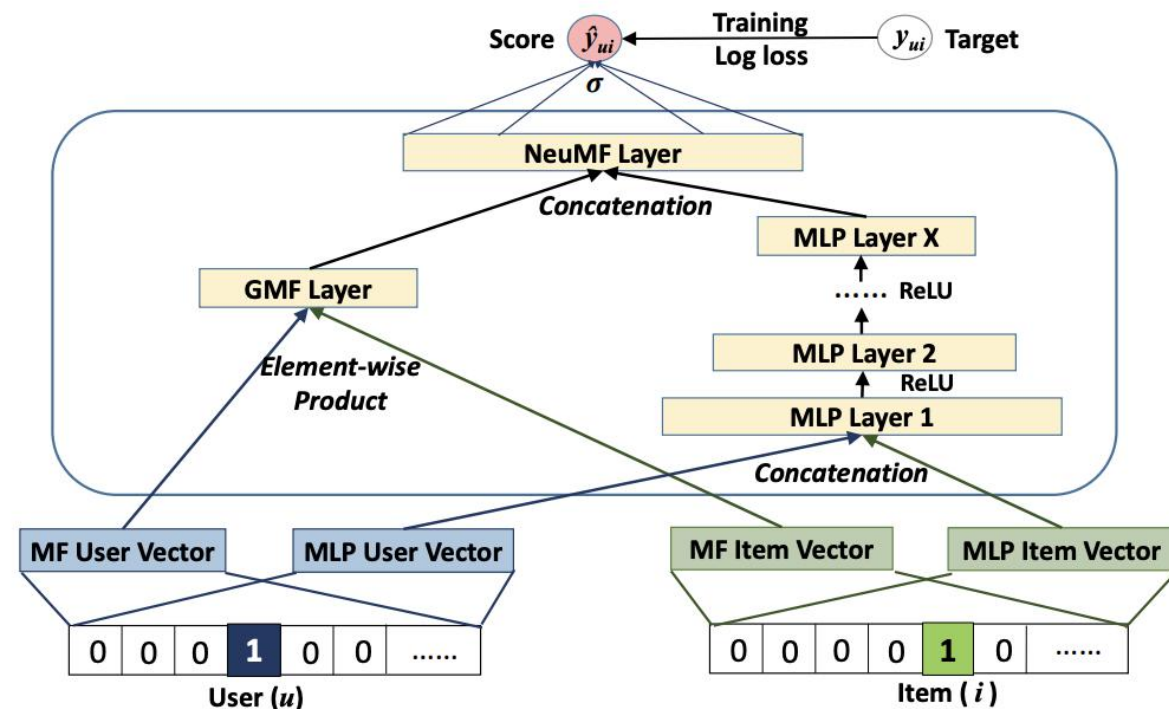 Score ŷui Training yui Target
Log loss
σ
NeuMF Layer
Concatenation
MLP Layer X
GMF Layer
...... ReLU
Element-wise
Product
MLP Layer 2
ReLU
MLP Layer 1
Concatenation
MF User Vector MLP User Vector MF Item Vector MLP Item Vector
0 0 0 1 0 0 ...... 0 0 0 0 1 0 ......
User (u) Item ( i )